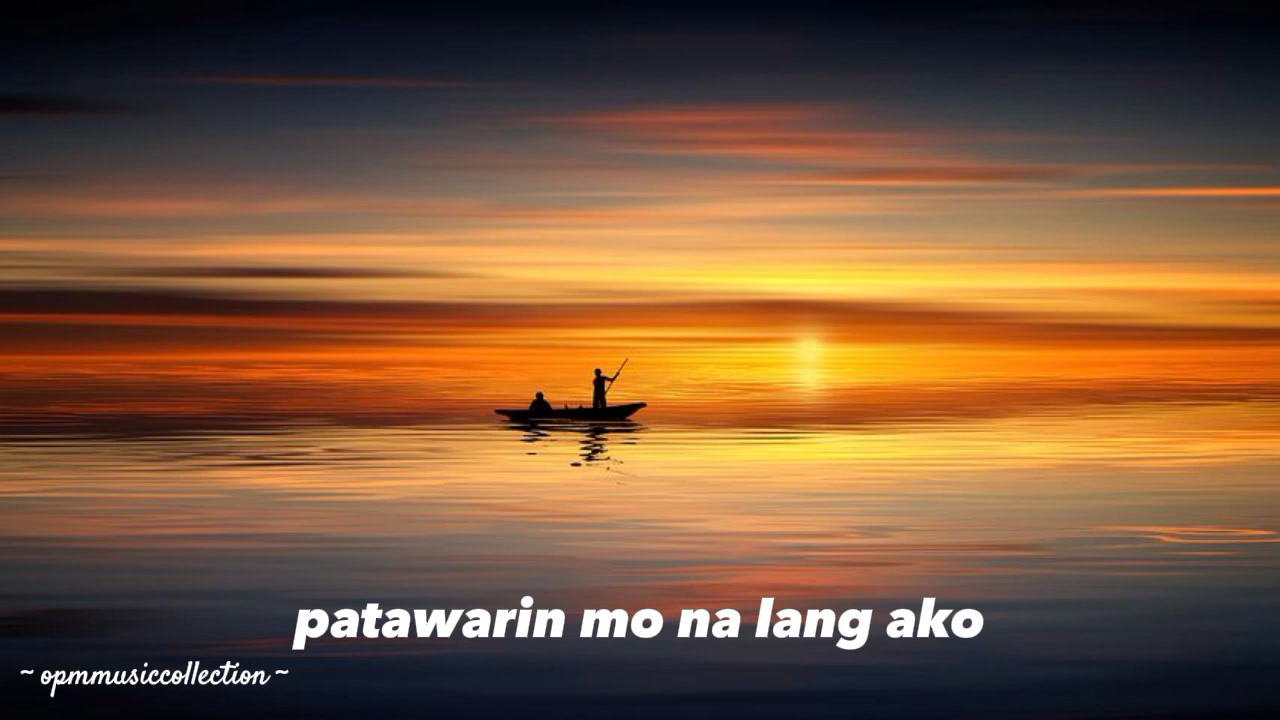 patawarin mo na lang ako
~ opmmusiccollection ~